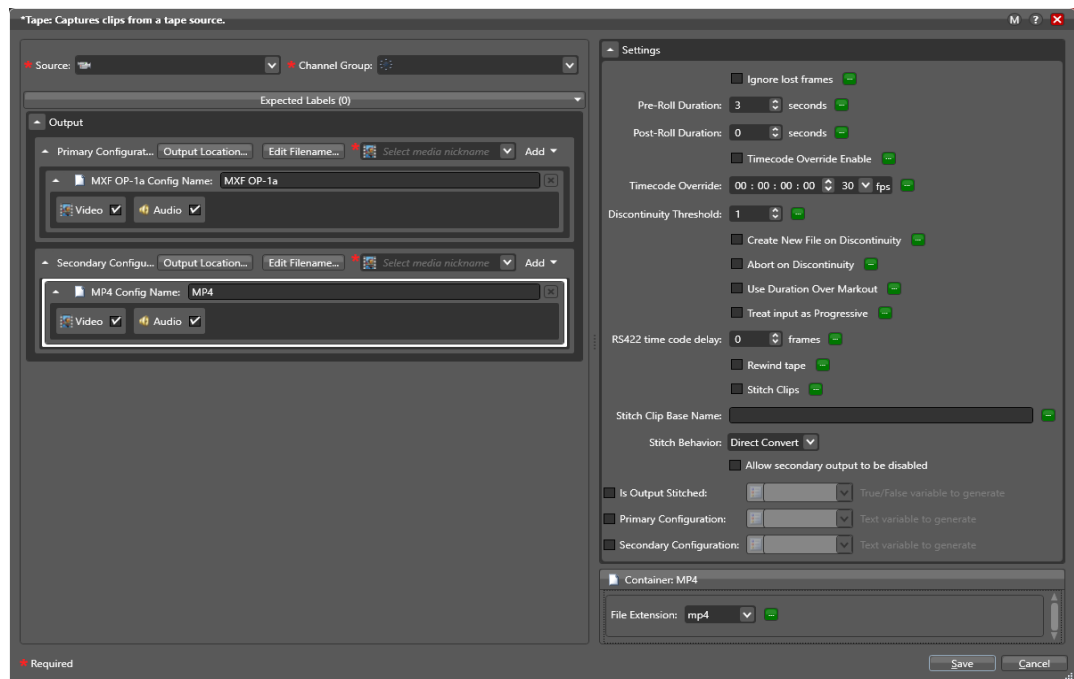 *Tape: Captures clips from a tape source.
M ?
Source:
Channel Group:
Expected Labels (0)
Output
Primary Configurat... Output Location... Edit Filename... Select media nickname Add
MXF OP-1a Config Name: MXF OP-1a
Video Audio
Secondary Configu... Output Location... Edit Filename... Select media nickname Add
MP4 Config Name: MP4
Video Audio
Settings
Ignore lost frames
Pre-Roll Duration: 3 seconds
Post-Roll Duration: 0 seconds
Timecode Override Enable
Timecode Override: 00 : 00 : 00 : 00 30 fps
Discontinuity Threshold: 1
Create New File on Discontinuity
Abort on Discontinuity
Use Duration Over Markout
Treat input as Progressive
RS422 time code delay: 0 frames
Rewind tape
Stitch Clips
Stitch Clip Base Name:
Stitch Behavior: Direct Convert
Allow secondary output to be disabled
Is Output Stitched: True/False variable to generate
Primary Configuration: Text variable to generate
Secondary Configuration: Text variable to generate
Container: MP4
File Extension: mp4
Required
Save Cancel